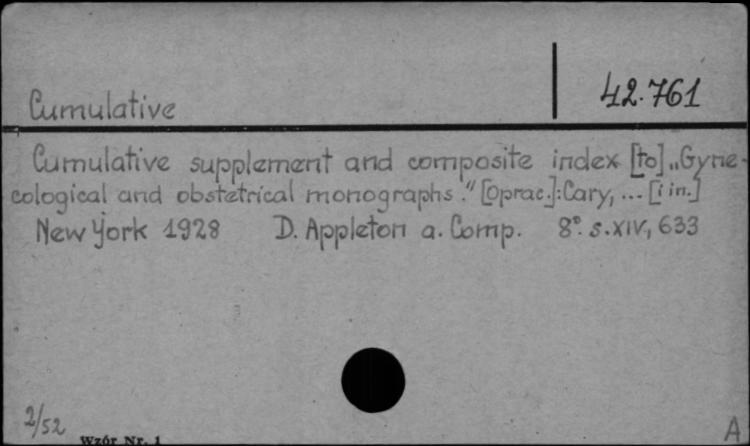 Cumulative
42.761
Cumulative supplement and composite index [to] „Gyne-
cological and obstetrical monographs." [Oprac.]: Cary, ... [i in.]
New York 1928 D. Appleton a. Comp. 8°. s. XIV, 633
2/52
Wzór Nr. 1
A